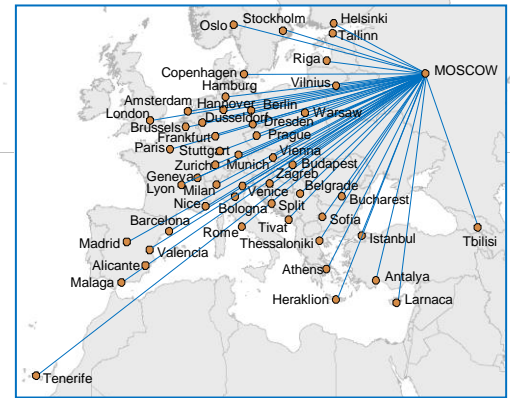 Oslo
Stockholm
Helsinki
Tallinn
Riga
MOSCOW
Copenhagen
Hamburg
Vilnius
Amsterdam
Hannover
Berlin
London
Dusseldorf
Warsaw
Brussels
Dresden
Frankfurt
Prague
Paris
Stuttgart
Vienna
Zurich
Munich
Budapest
Geneva
Zagreb
Lyon
Milan
Venice
Belgrade
Nice
Bologna
Split
Bucharest
Barcelona
Rome
Tivat
Sofia
Madrid
Valencia
Thessaloniki
Istanbul
Tbilisi
Alicante
Athens
Antalya
Malaga
Heraklion
Larnaca
Tenerife